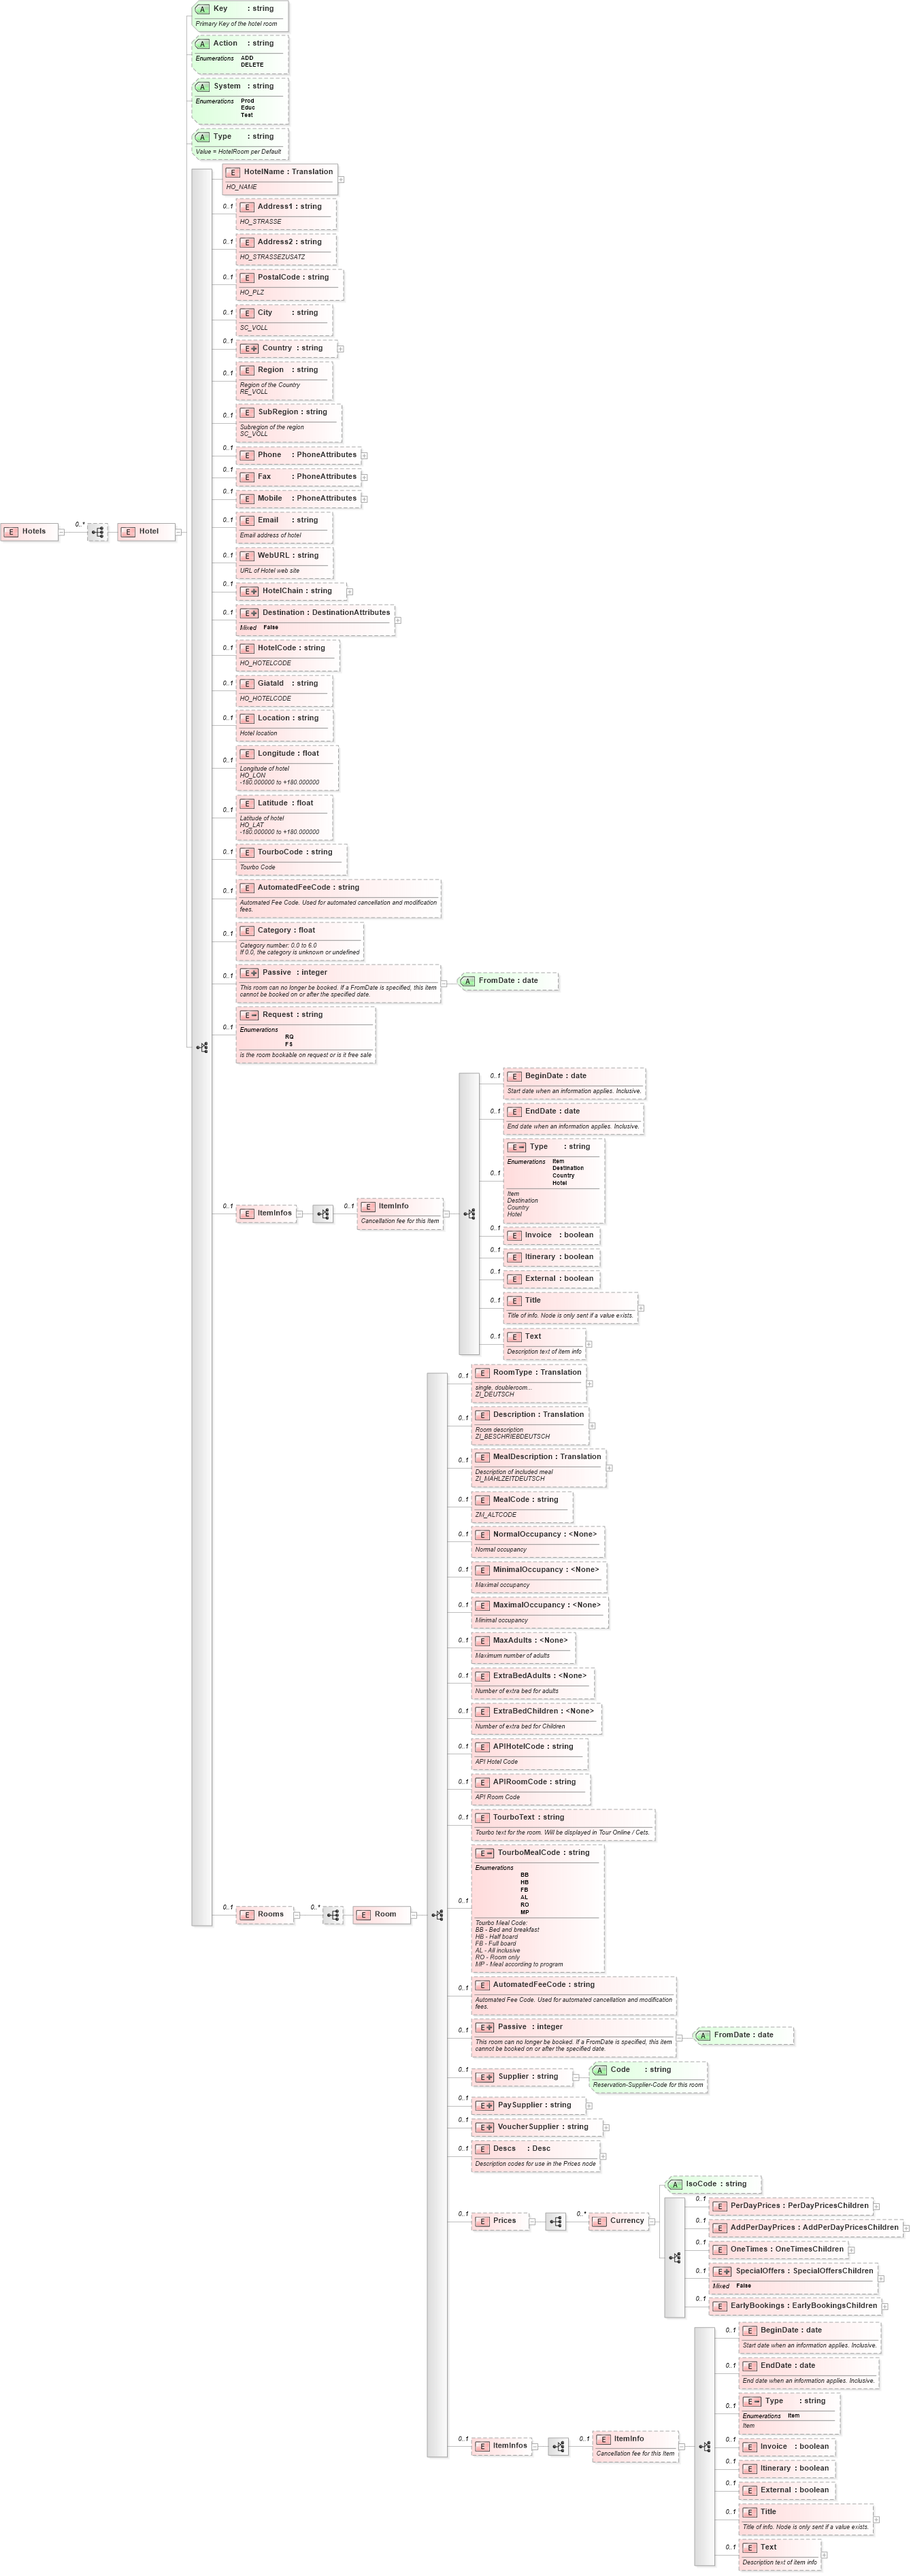 A Key : string
Primary Key of the hotel room
A Action : string
Enumerations ADD
DELETE
A System : string
Enumerations Prod
Educ
Test
A Type : string
Value = HotelRoom per Default
E HotelName : Translation
HO_NAME
0..1 E Address1 : string
HO_STRASSE
0..1 E Address2 : string
HO_STRASSEZUSATZ
0..1 E PostalCode : string
HO_PLZ
0..1 E City : string
SC_VOLL
0..1 E Country : string
0..1 E Region : string
Region of the Country
RE_VOLL
0..1 E SubRegion : string
Subregion of the region
SC_VOLL
0..1 E Phone : PhoneAttributes
0..1 E Fax : PhoneAttributes
0..1 E Mobile : PhoneAttributes
E Hotels 0..* E Hotel
0..1 E Email : string
Email address of hotel
0..1 E WebURL : string
URL of Hotel web site
0..1 E HotelChain : string
0..1 E Destination : DestinationAttributes
Mixed False
0..1 E HotelCode : string
HO_HOTELCODE
0..1 E GiataId : string
HO_HOTELCODE
0..1 E Location : string
Hotel location
0..1 E Longitude : float
Longitude of hotel
HO_LON
-180.000000 to +180.000000
0..1 E Latitude : float
Latitude of hotel
HO_LAT
-180.000000 to +180.000000
0..1 E TourboCode : string
Tourbo Code
0..1 E AutomatedFeeCode : string
Automated Fee Code. Used for automated cancellation and modification
fees.
0..1 E Category : float
Category number: 0.0 to 6.0
If 0.0, the category is unknown or undefined
0..1 E Passive : integer
This room can no longer be booked. If a FromDate is specified, this item
cannot be booked on or after the specified date.
A FromDate : date
0..1 E Request : string
Enumerations
RQ
FS
is the room bookable on request or is it free sale
0..1 E BeginDate : date
Start date when an information applies. Inclusive.
0..1 E EndDate : date
End date when an information applies. Inclusive.
0..1 E Type : string
Enumerations Item
Destination
Country
Hotel
Item
Destination
Country
Hotel
0..1 E ItemInfos 0..1 E ItemInfo
Cancellation fee for this item
0..1 E Invoice : boolean
0..1 E Itinerary : boolean
0..1 E External : boolean
0..1 E Title
Title of info. Node is only sent if a value exists.
0..1 E Text
Description text of item info
0..1 E RoomType : Translation
single, doubleroom...
ZI_DEUTSCH
0..1 E Description : Translation
Room description
ZI_BESCHRIEBDEUTSCH
0..1 E MealDescription : Translation
Description of included meal
ZI_MAHLZEITDEUTSCH
0..1 E MealCode : string
ZM_ALTCODE
0..1 E NormalOccupancy : <None>
Normal occupancy
0..1 E MinimalOccupancy : <None>
Maximal occupancy
0..1 E MaximalOccupancy : <None>
Minimal occupancy
0..1 E MaxAdults : <None>
Maximum number of adults
0..1 E ExtraBedAdults : <None>
Number of extra bed for adults
0..1 E ExtraBedChildren : <None>
Number of extra bed for Children
0..1 E APIHotelCode : string
API Hotel Code
0..1 E APIRoomCode : string
API Room Code
0..1 E TourboText : string
Tourbo text for the room. Will be displayed in Tour Online / Cets.
0..1 E TourboMealCode : string
Enumerations
BB
HB
FB
AL
RO
MP
Tourbo Meal Code:
BB - Bed and breakfast
HB - Half board
FB - Full board
AL - All inclusive
RO - Room only
MP - Meal according to program
0..1 E Rooms 0..* E Room
0..1 E AutomatedFeeCode : string
Automated Fee Code. Used for automated cancellation and modification
fees.
0..1 E Passive : integer
This room can no longer be booked. If a FromDate is specified, this item
cannot be booked on or after the specified date.
A FromDate : date
0..1 E Supplier : string
A Code : string
Reservation-Supplier-Code for this room
0..1 E PaySupplier : string
0..1 E VoucherSupplier : string
0..1 E Descs : Desc
Description codes for use in the Prices node
A IsoCode : string
0..1 E Prices 0..* E Currency
0..1 E PerDayPrices : PerDayPricesChildren
0..1 E AddPerDayPrices : AddPerDayPricesChildren
0..1 E OneTimes : OneTimesChildren
0..1 E SpecialOffers : SpecialOffersChildren
Mixed False
0..1 E EarlyBookings : EarlyBookingsChildren
0..1 E BeginDate : date
Start date when an information applies. Inclusive.
0..1 E EndDate : date
End date when an information applies. Inclusive.
0..1 E Type : string
Enumerations Item
Item
0..1 E ItemInfos 0..1 E ItemInfo
Cancellation fee for this item
0..1 E Invoice : boolean
0..1 E Itinerary : boolean
0..1 E External : boolean
0..1 E Title
Title of info. Node is only sent if a value exists.
0..1 E Text
Description text of item info